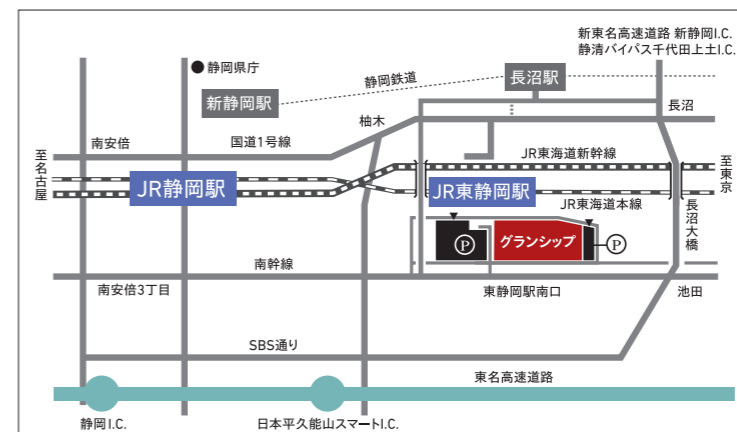 新東名高速道路 新静岡I.C.
静清バイパス千代田上土I.C.
静岡県庁
静岡鉄道
長沼駅
新静岡駅
長沼
柚木
南安倍
国道1号線
至名古屋
JR東海道新幹線
至東京
JR静岡駅
JR東静岡駅
JR東海道本線
長沼大橋
P
グランシップ
P
南幹線
南安倍3丁目
東静岡駅南口
池田
SBS通り
東名高速道路
静岡I.C.
日本平久能山スマートI.C.